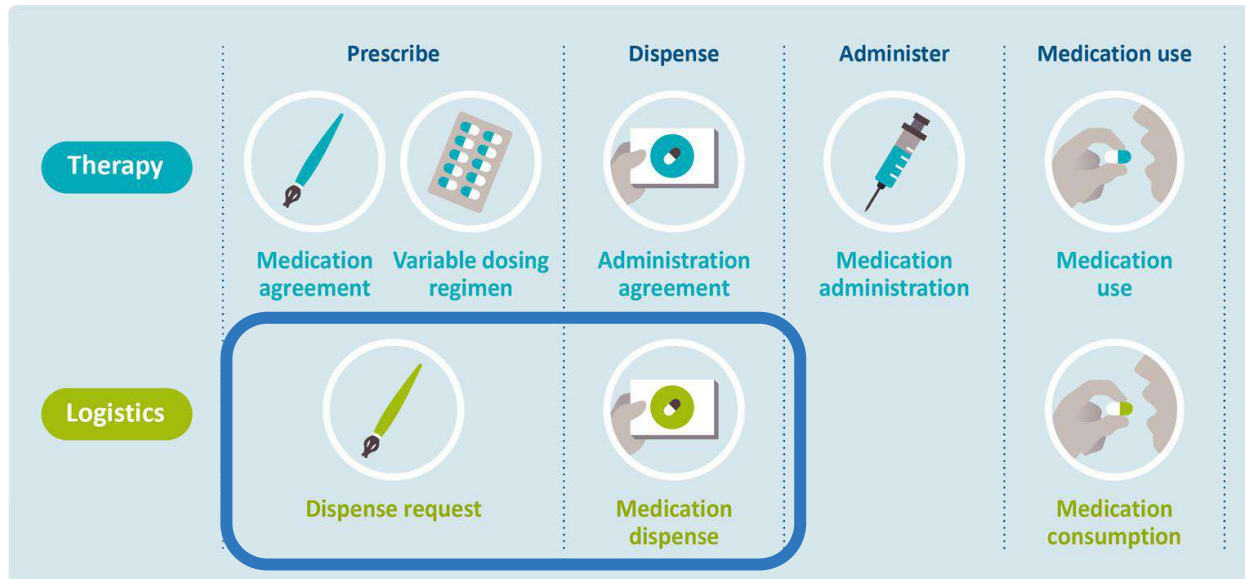 Prescribe
Dispense
Administer
Medication use
Therapy
Medication
agreement
Variable dosing
regimen
Administration
agreement
Medication
administration
Medication
use
Logistics
Dispense request
Medication
dispense
Medication
consumption